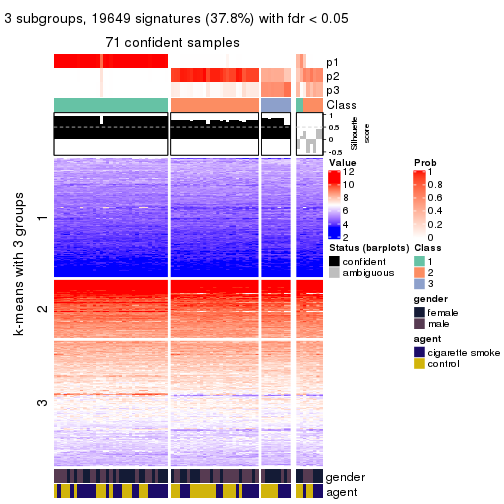 3 subgroups, 19649 signatures (37.8%) with fdr < 0.05
71 confident samples
p1
p2
p3
Class
1
0.5
0
-0.5
Silhouette
score
k-means with 3 groups
1
2
3
gender
agent
Value
12
10
8
6
4
2
Prob
1
0.8
0.6
0.4
0.2
0
Status (barplots)
confident
ambiguous
Class
1
2
3
gender
female
male
agent
cigarette smoke
control